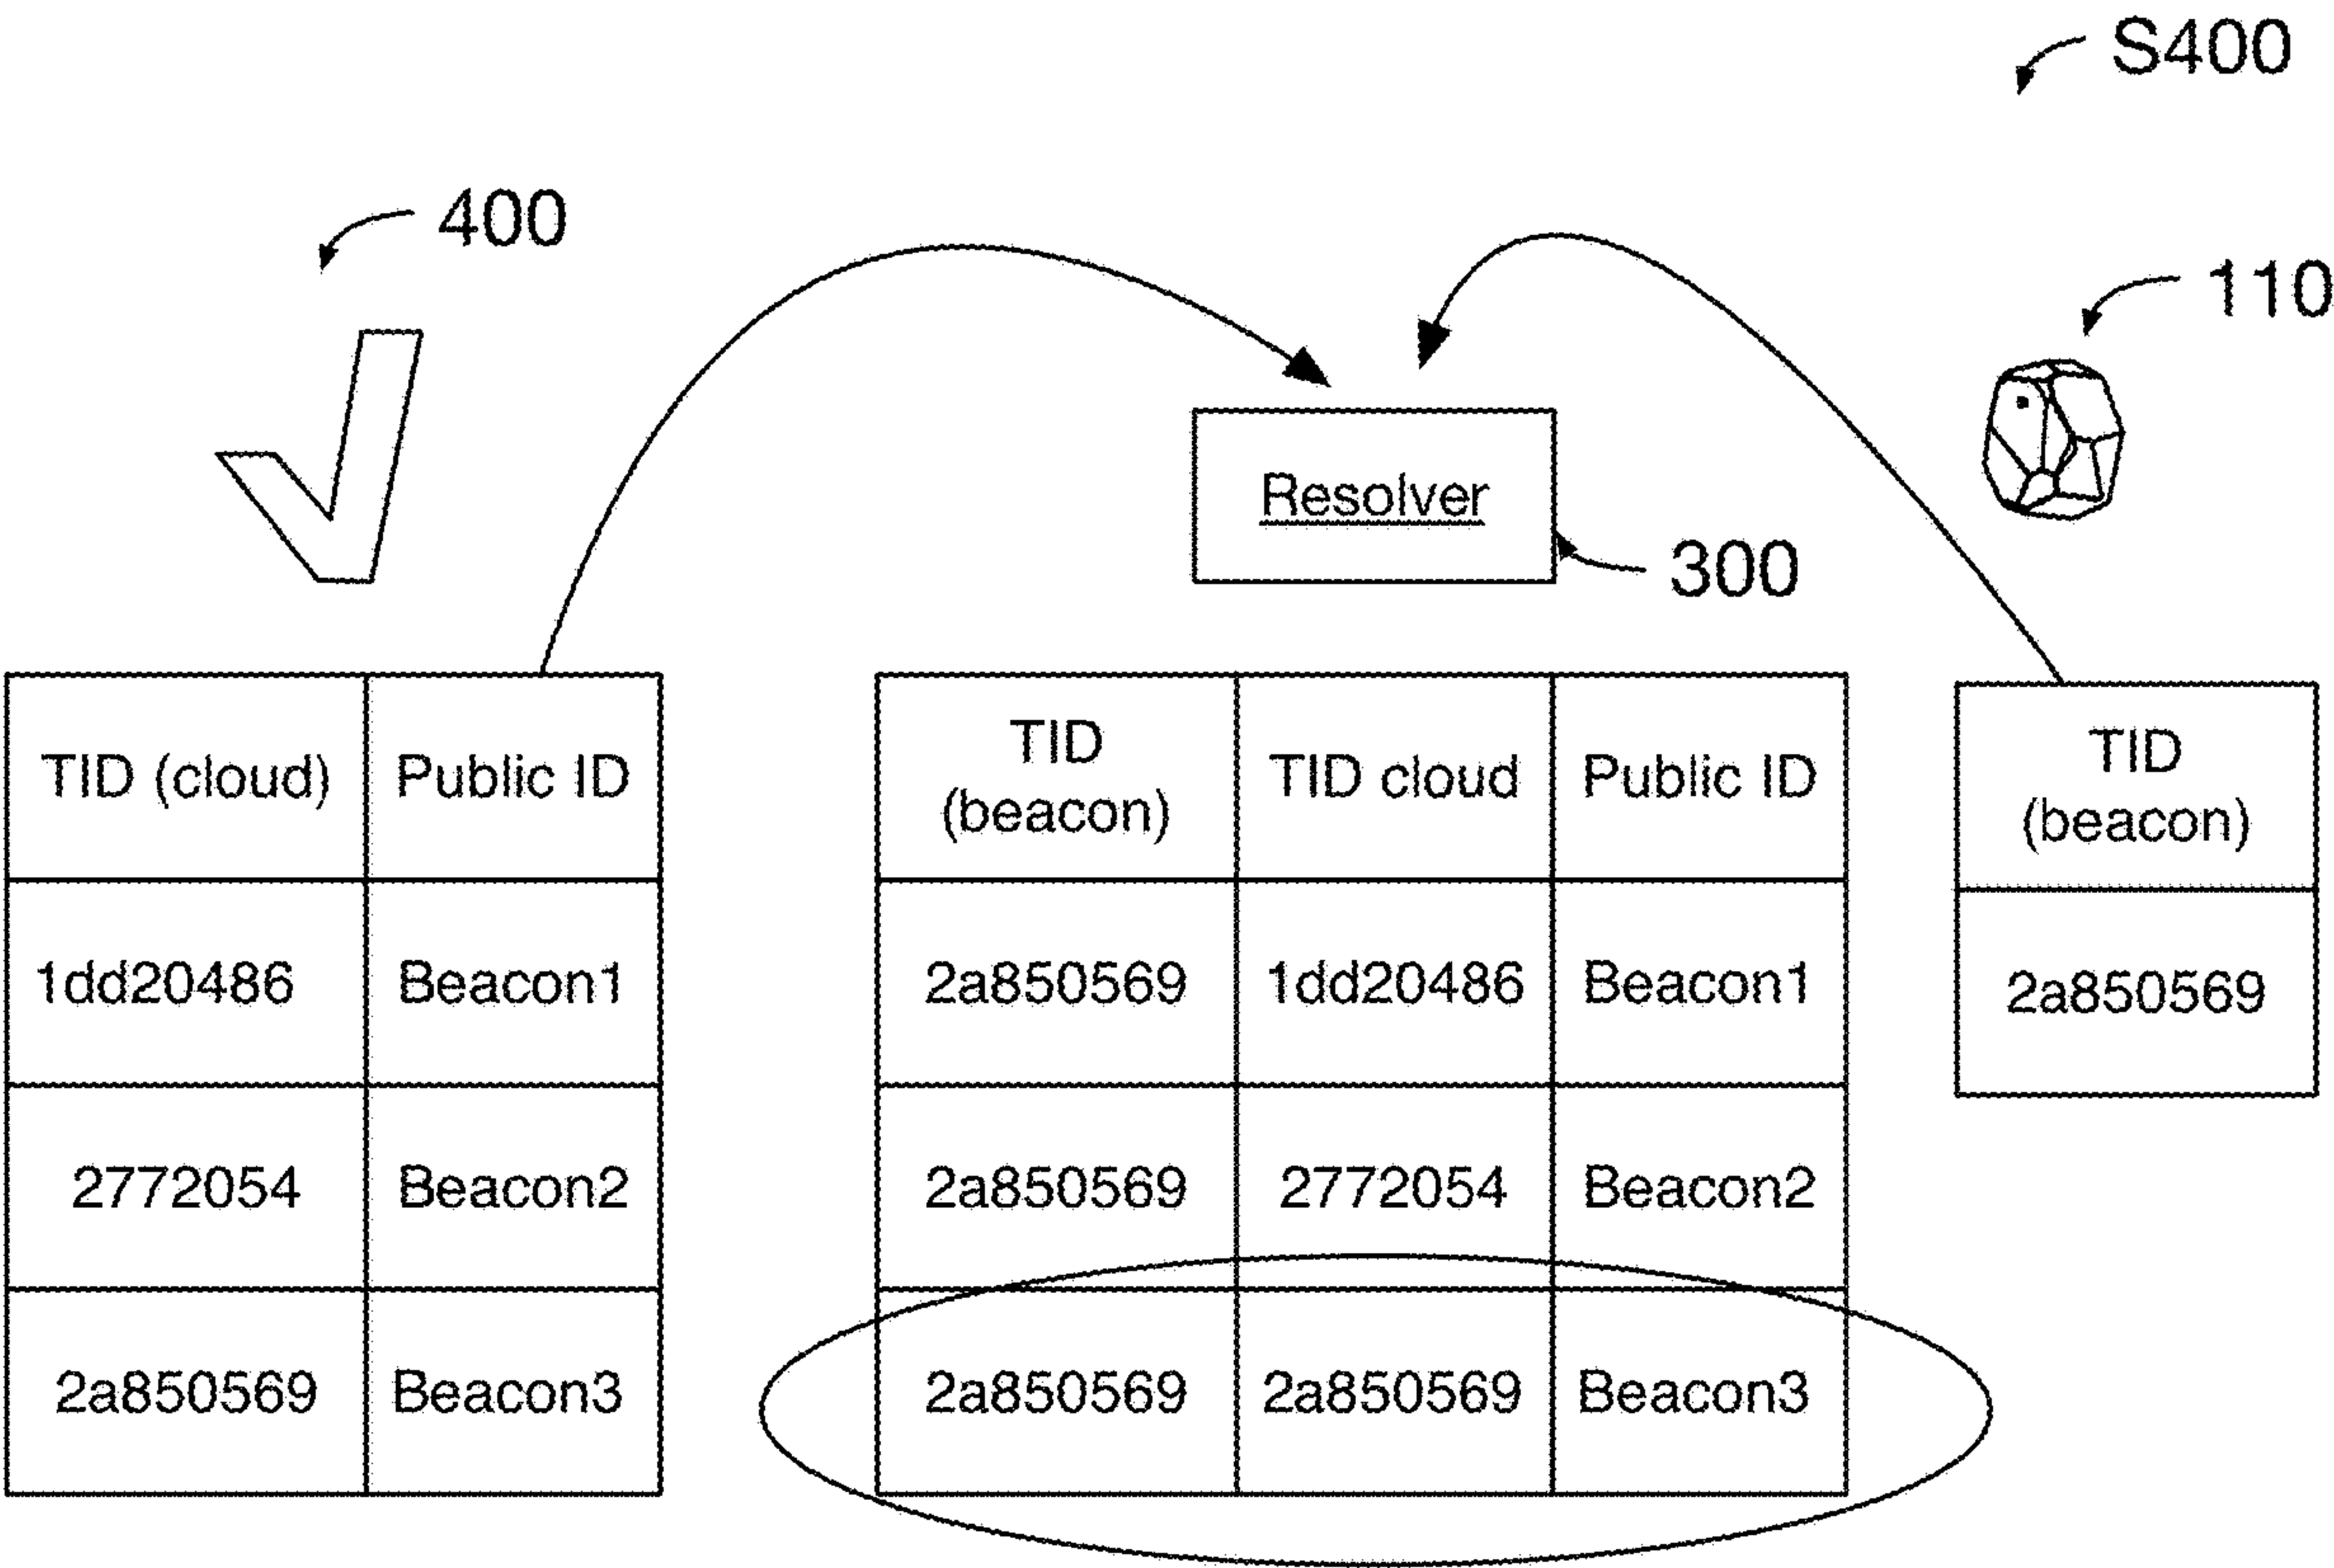 S400
400
110
Resolver
300
TID (cloud) Public ID
1dd20486 Beacon1
2772054 Beacon2
2a850569 Beacon3
TID
(beacon) TID cloud Public ID
2a850569 1dd20486 Beacon1
2a850569 2772054 Beacon2
2a850569 2a850569 Beacon3
TID
(beacon)
2a850569